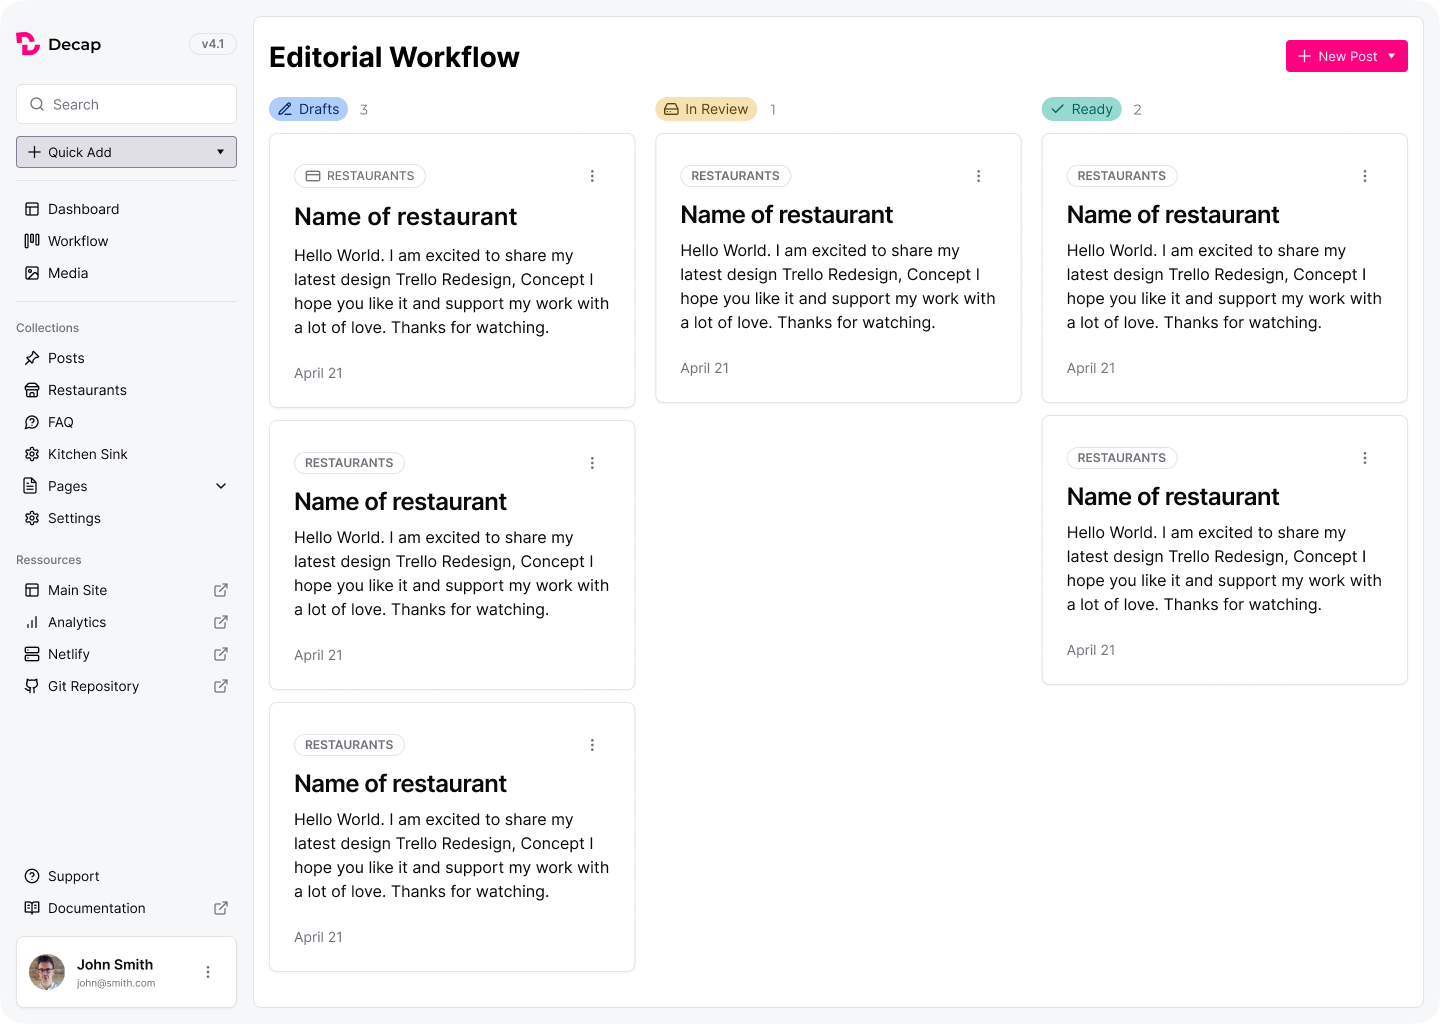 Decap
v4.1
Search
Quick Add
Dashboard
Workflow
Media
Collections
Posts
Restaurants
FAQ
Kitchen Sink
Pages
Settings
Ressources
Main Site
Analytics
Netlify
Git Repository
Support
Documentation
John Smith
john@smith.com
Editorial Workflow
New Post
Drafts 3
RESTAURANTS
Name of restaurant
Hello World. I am excited to share my
latest design Trello Redesign, Concept I
hope you like it and support my work with
a lot of love. Thanks for watching.
April 21
RESTAURANTS
Name of restaurant
Hello World. I am excited to share my
latest design Trello Redesign, Concept I
hope you like it and support my work with
a lot of love. Thanks for watching.
April 21
RESTAURANTS
Name of restaurant
Hello World. I am excited to share my
latest design Trello Redesign, Concept I
hope you like it and support my work with
a lot of love. Thanks for watching.
April 21
In Review 1
RESTAURANTS
Name of restaurant
Hello World. I am excited to share my
latest design Trello Redesign, Concept I
hope you like it and support my work with
a lot of love. Thanks for watching.
April 21
Ready 2
RESTAURANTS
Name of restaurant
Hello World. I am excited to share my
latest design Trello Redesign, Concept I
hope you like it and support my work with
a lot of love. Thanks for watching.
April 21
RESTAURANTS
Name of restaurant
Hello World. I am excited to share my
latest design Trello Redesign, Concept I
hope you like it and support my work with
a lot of love. Thanks for watching.
April 21